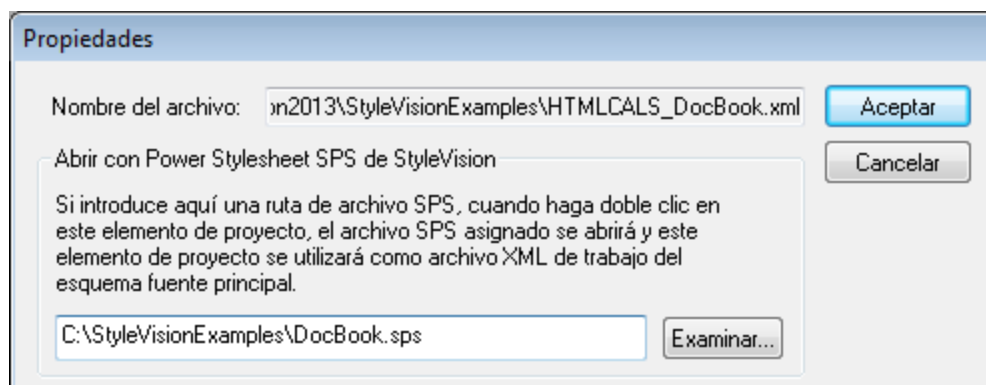 Propiedades
Nombre del archivo: on2013\StyleVisionExamples\HTMLCALS_DocBook.xml Aceptar
Abrir con Power Stylesheet SPS de StyleVision Cancelar
Si introduce aquí una ruta de archivo SPS, cuando haga doble clic en
este elemento de proyecto, el archivo SPS asignado se abrirá y este
elemento de proyecto se utilizará como archivo XML de trabajo del
esquema fuente principal.
C:\StyleVisionExamples\DocBook.sps Examinar...